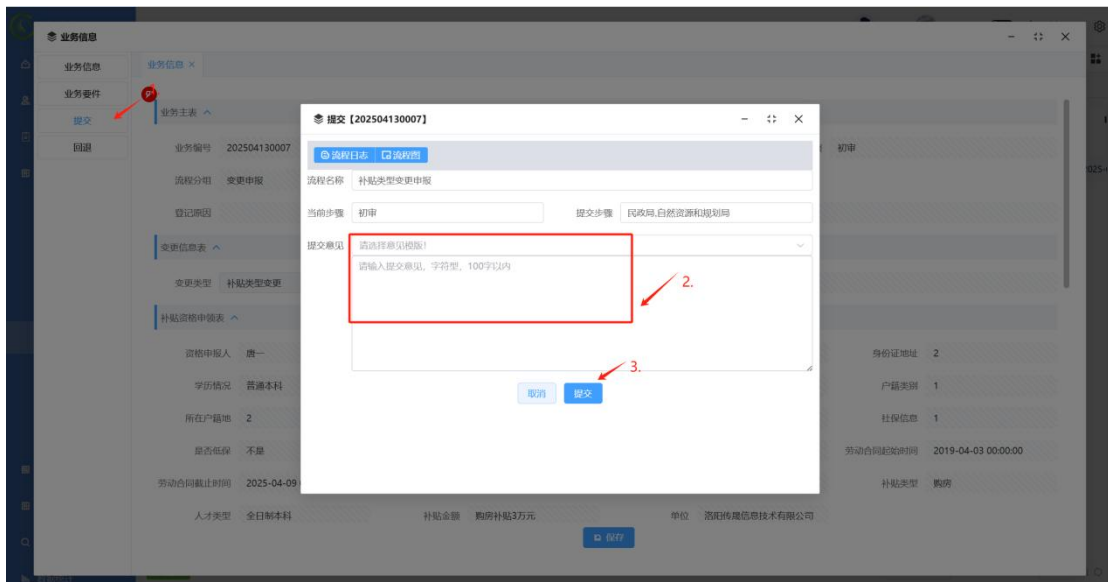 业务信息
业务信息
业务要件
提交
回退
业务信息 ×
业务主表
业务编号 202504130007
初审
流程分组 变更申报
登记原因
变更信息表
变更类型 补贴类型变更
补贴资格申领表
资格申报人 唐一
身份证地址 2
学历情况 普通本科
户籍类别 1
所在户籍地 2
社保信息 1
是否低保 不是
劳动合同起始时间 2019-04-03 00:00:00
劳动合同截止时间 2025-04-09
补贴类型 购房
人才类型 全日制本科
补贴金额 购房补贴3万元
单位 洛阳传晟信息技术有限公司
保存
提交【202504130007】
流程日志 流程图
流程名称 补贴类型变更申报
当前步骤 初审
提交步骤 民政局,自然资源和规划局
提交意见 请选择意见模版!
请输入提交意见, 字符型, 100字以内
2.
3.
取消 提交